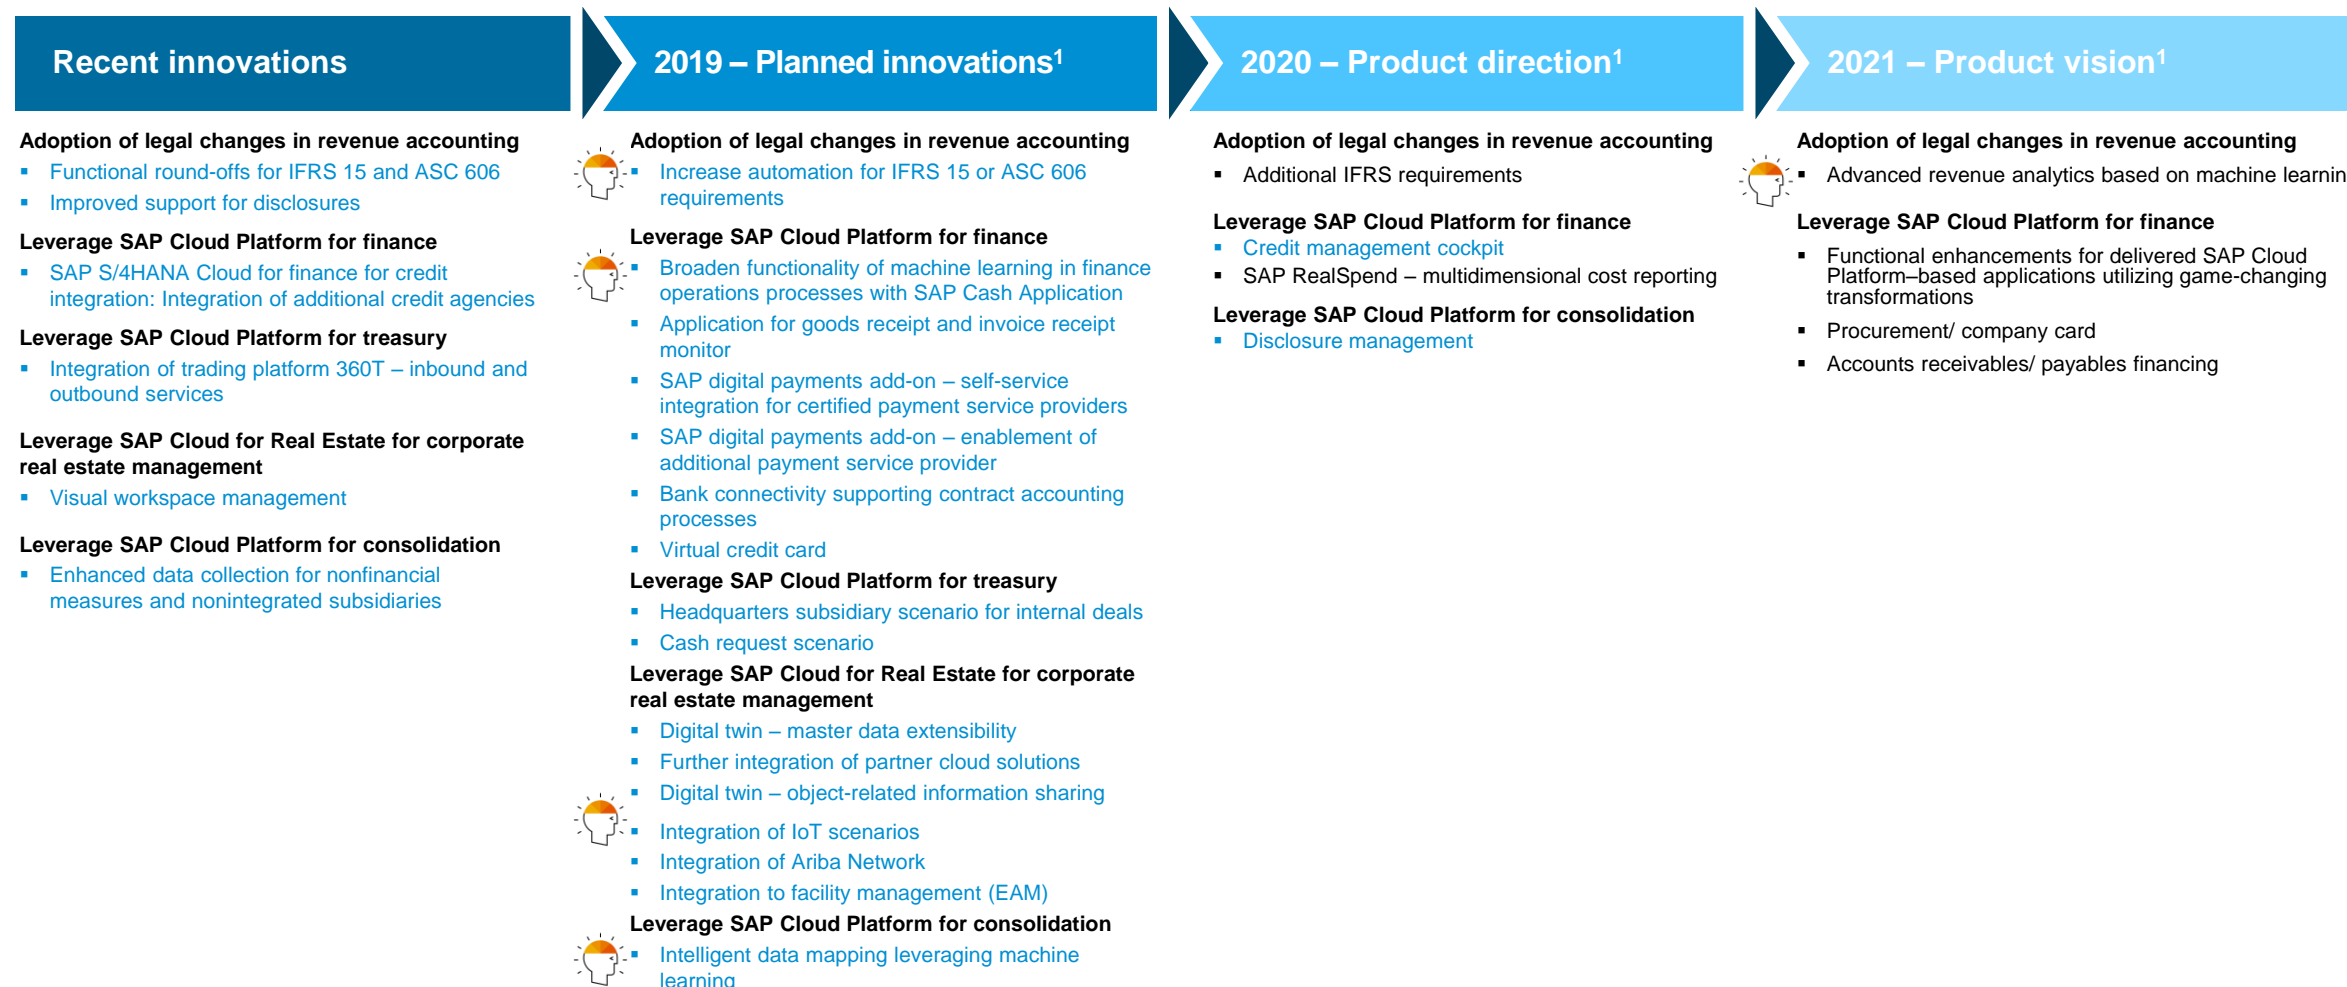 Recent innovations
Adoption of legal changes in revenue accounting
▪ Functional round-offs for IFRS 15 and ASC 606
▪ Improved support for disclosures
Leverage SAP Cloud Platform for finance
▪ SAP S/4HANA Cloud for finance for credit
integration: Integration of additional credit agencies
Leverage SAP Cloud Platform for treasury
▪ Integration of trading platform 360T – inbound and
outbound services
Leverage SAP Cloud for Real Estate for corporate
real estate management
▪ Visual workspace management
Leverage SAP Cloud Platform for consolidation
▪ Enhanced data collection for nonfinancial
measures and nonintegrated subsidiaries
2019 – Planned innovations¹
Adoption of legal changes in revenue accounting
▪ Increase automation for IFRS 15 or ASC 606
requirements
Leverage SAP Cloud Platform for finance
▪ Broaden functionality of machine learning in finance
operations processes with SAP Cash Application
▪ Application for goods receipt and invoice receipt
monitor
▪ SAP digital payments add-on – self-service
integration for certified payment service providers
▪ SAP digital payments add-on – enablement of
additional payment service provider
▪ Bank connectivity supporting contract accounting
processes
▪ Virtual credit card
Leverage SAP Cloud Platform for treasury
▪ Headquarters subsidiary scenario for internal deals
▪ Cash request scenario
Leverage SAP Cloud for Real Estate for corporate
real estate management
▪ Digital twin – master data extensibility
▪ Further integration of partner cloud solutions
▪ Digital twin – object-related information sharing
▪ Integration of IoT scenarios
▪ Integration of Ariba Network
▪ Integration to facility management (EAM)
Leverage SAP Cloud Platform for consolidation
▪ Intelligent data mapping leveraging machine
learning
2020 – Product direction¹
Adoption of legal changes in revenue accounting
▪ Additional IFRS requirements
Leverage SAP Cloud Platform for finance
▪ Credit management cockpit
▪ SAP RealSpend – multidimensional cost reporting
Leverage SAP Cloud Platform for consolidation
▪ Disclosure management
2021 – Product vision¹
Adoption of legal changes in revenue accounting
▪ Advanced revenue analytics based on machine learnin
Leverage SAP Cloud Platform for finance
▪ Functional enhancements for delivered SAP Cloud
Platform–based applications utilizing game-changing
transformations
▪ Procurement/ company card
▪ Accounts receivables/ payables financing